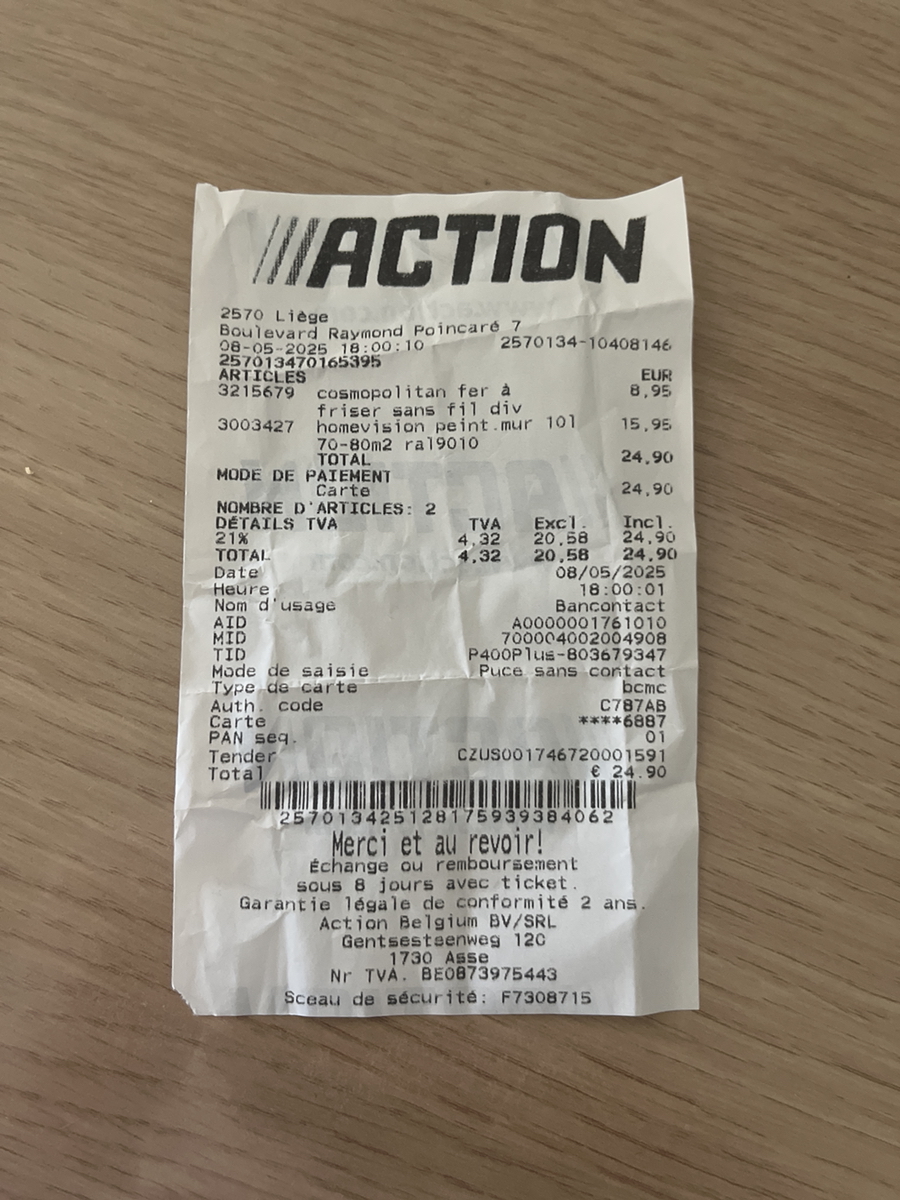 ACTION
2570 Liège
Boulevard Raymond Poincaré 7
08-05-2025 18:00:10 2570134-10408146
257013470165395
ARTICLES EUR
3215679 cosmopolitan fer à 8,95
friser sans fil div
3003427 homevision peint.mur 10l 15,95
70-80m2 ral9010
TOTAL 24,90
MODE DE PAIEMENT
Carte 24,90
NOMBRE D'ARTICLES: 2
DÉTAILS TVA TVA Excl. Incl.
21% 4,32 20,58 24,90
TOTAL 4,32 20,58 24,90
Date 08/05/2025
Heure 18:00:01
Nom d'usage Bancontact
AID A0000001761010
MID 700004002004908
TID P400Plus-803679347
Mode de saisie Puce sans contact
Type de carte bcmc
Auth. code C787AB
Carte ****6887
PAN seq. 01
Tender CZUS001746720001591
Total € 24.90
257013425128175939384062
Merci et au revoir!
Échange ou remboursement
sous 8 jours avec ticket.
Garantie légale de conformité 2 ans.
Action Belgium BV/SRL
Gentsesteenweg 120
1730 Asse
Nr TVA. BE0873975443
Sceau de sécurité: F7308715